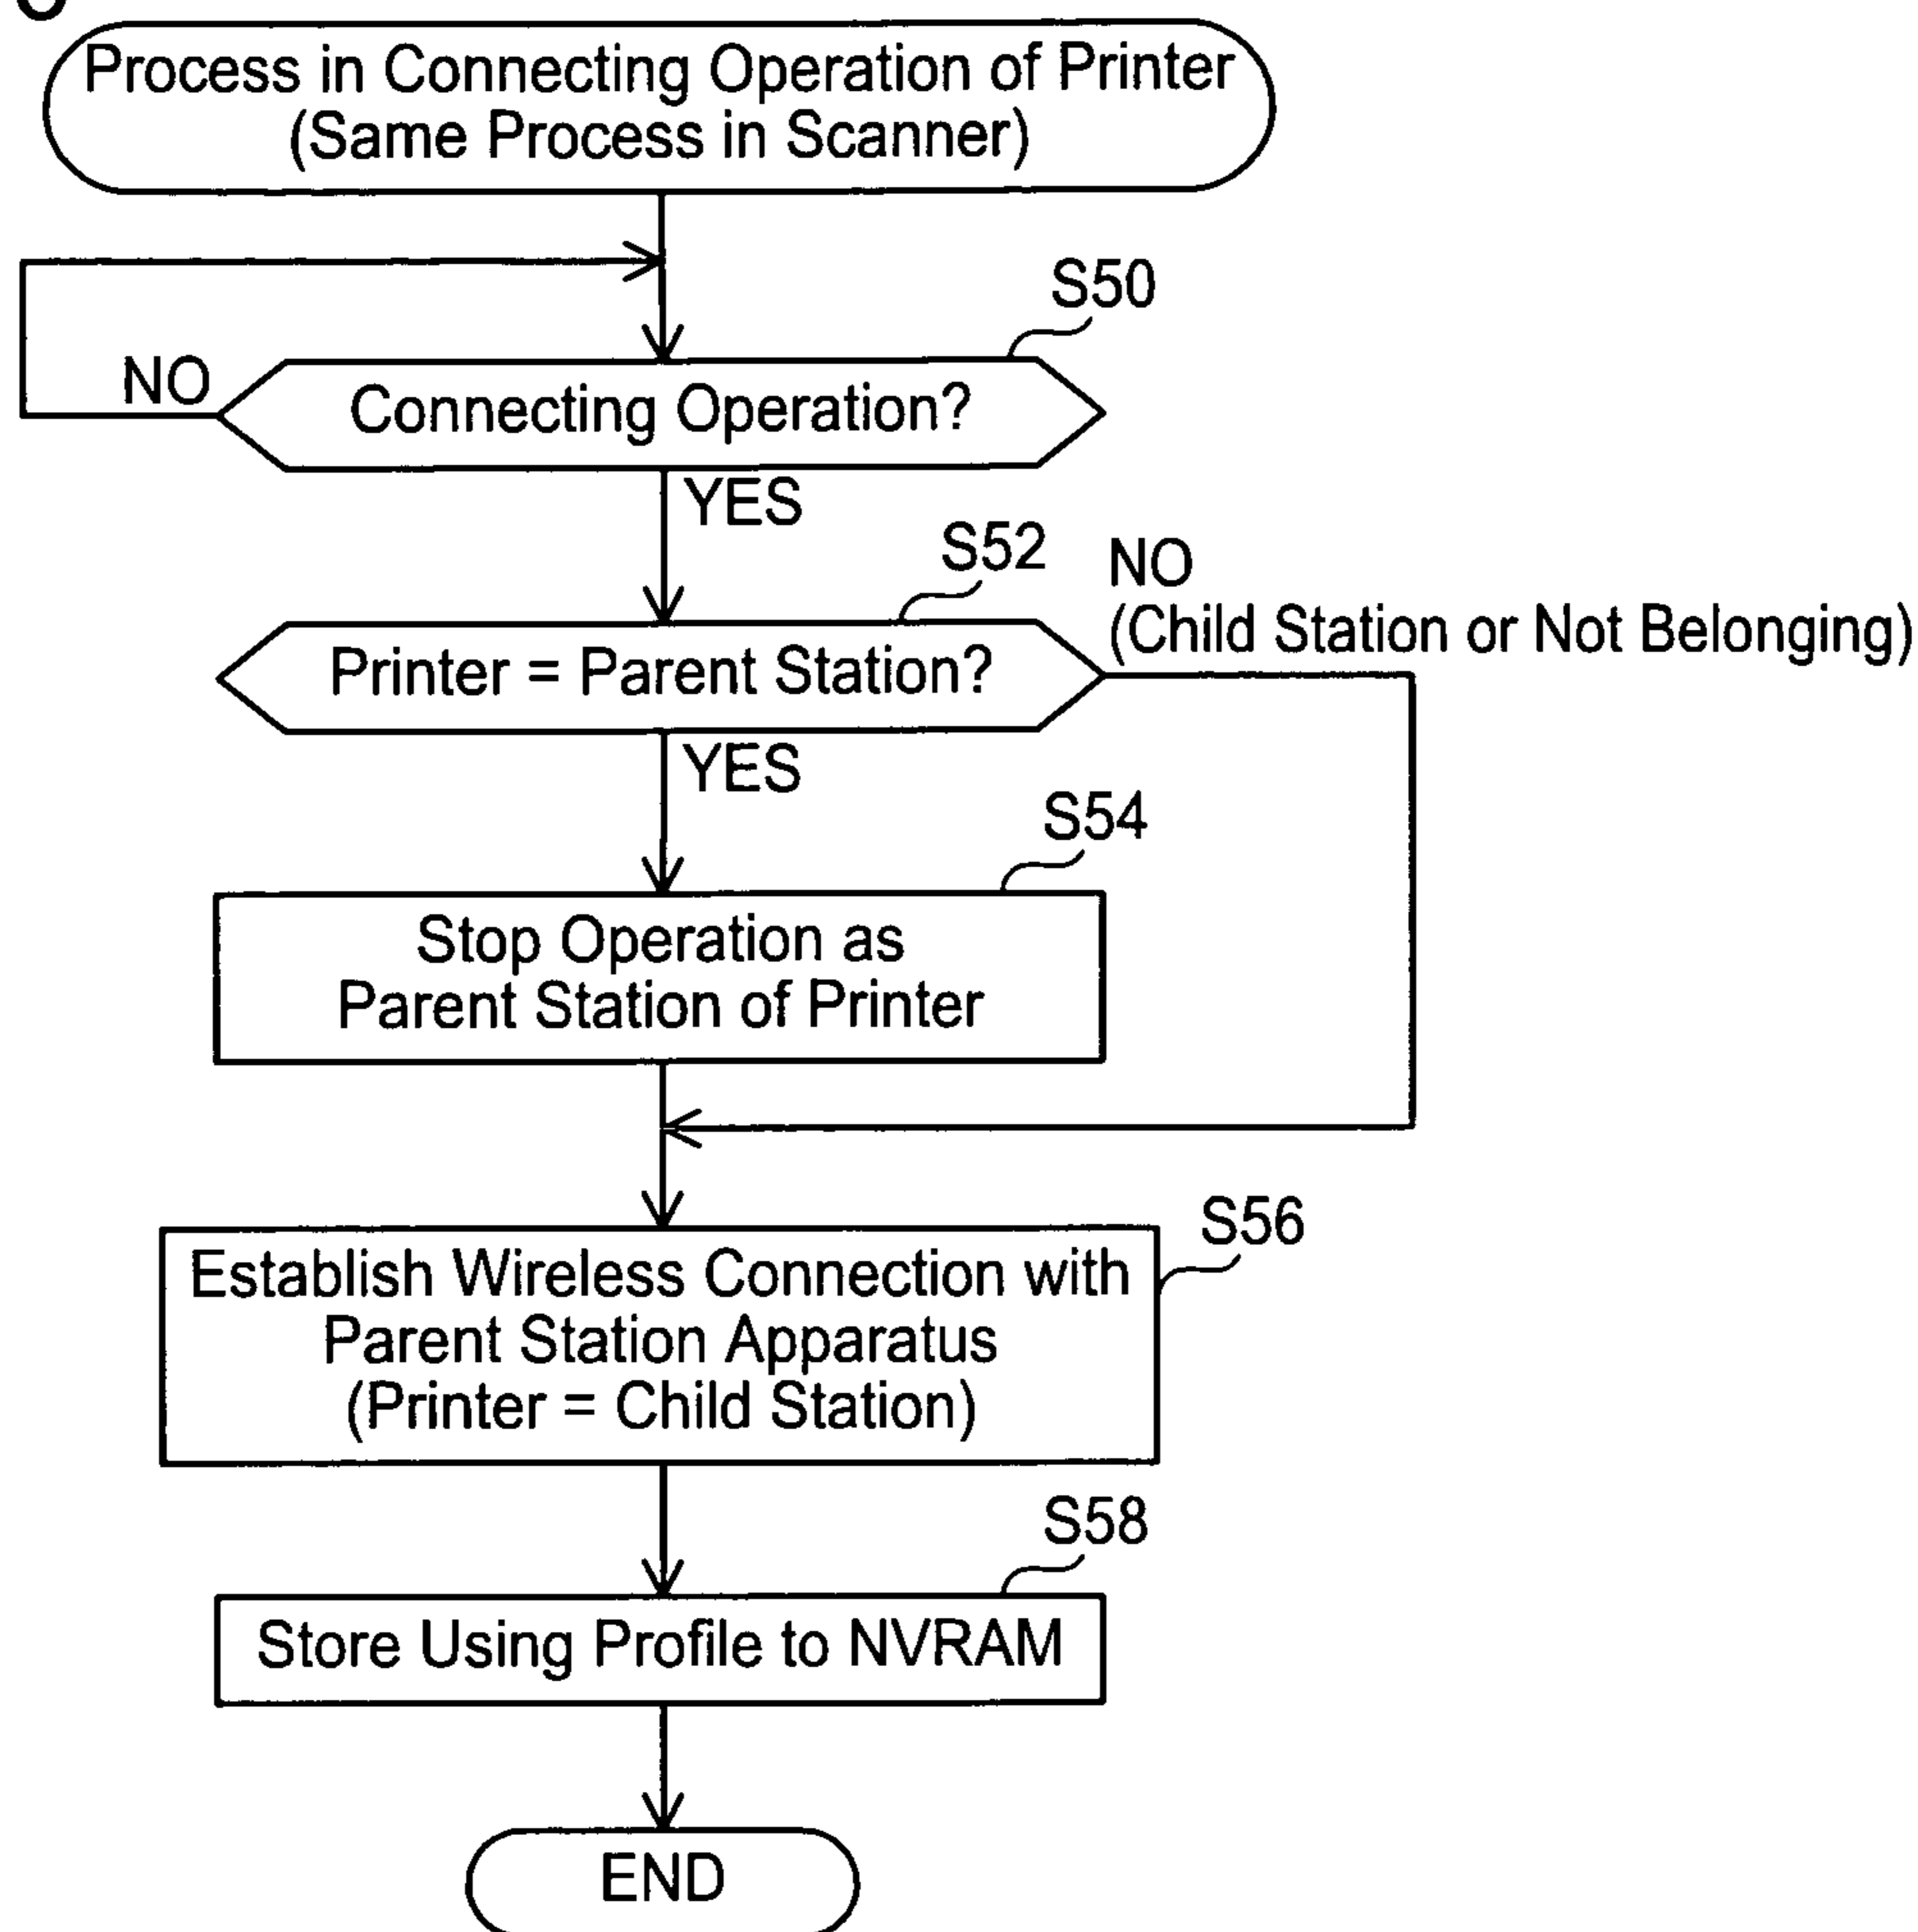 Process in Connecting Operation of Printer
(Same Process in Scanner)
S50
NO
Connecting Operation?
YES
S52
NO
(Child Station or Not Belonging)
Printer = Parent Station?
YES
S54
Stop Operation as
Parent Station of Printer
S56
Establish Wireless Connection with
Parent Station Apparatus
(Printer = Child Station)
S58
Store Using Profile to NVRAM
END